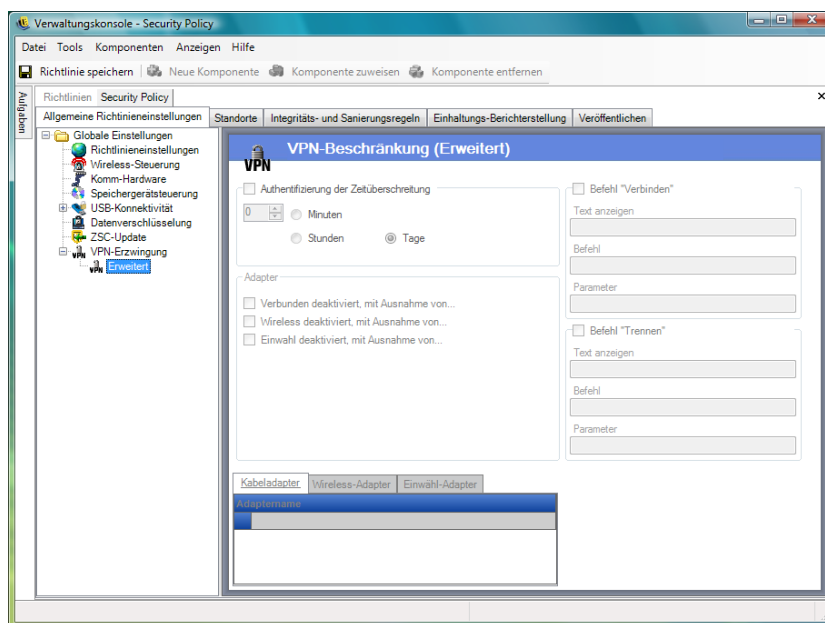 Verwaltungskonsole - Security Policy
Datei Tools Komponenten Anzeigen Hilfe
Richtlinie speichern Neue Komponente Komponente zuweisen Komponente entfernen
Aufgaben
Richtlinien Security Policy
Allgemeine Richtinieneinstellungen Standorte Integritäts- und Sanierungsregeln Einhaltungs-Berichterstellung Veröffentlichen
Globale Einstellungen
Richtlinieneinstellungen
Wireless-Steuerung
Komm-Hardware
Speichergerätsteuerung
USB-Konnektivität
Datenverschlüsselung
ZSC-Update
VPN VPN-Erzwingung
VPN Erweitert
VPN
VPN-Beschränkung (Erweitert)
Authentifizierung der Zeitüberschreitung
0 Minuten
Stunden Tage
Adapter
Verbunden deaktiviert, mit Ausnahme von...
Wireless deaktiviert, mit Ausnahme von...
Einwahl deaktiviert, mit Ausnahme von...
Befehl "Verbinden"
Text anzeigen
Befehl
Parameter
Befehl "Trennen"
Text anzeigen
Befehl
Parameter
Kabeladapter Wireless-Adapter Einwähl-Adapter
Adaptername